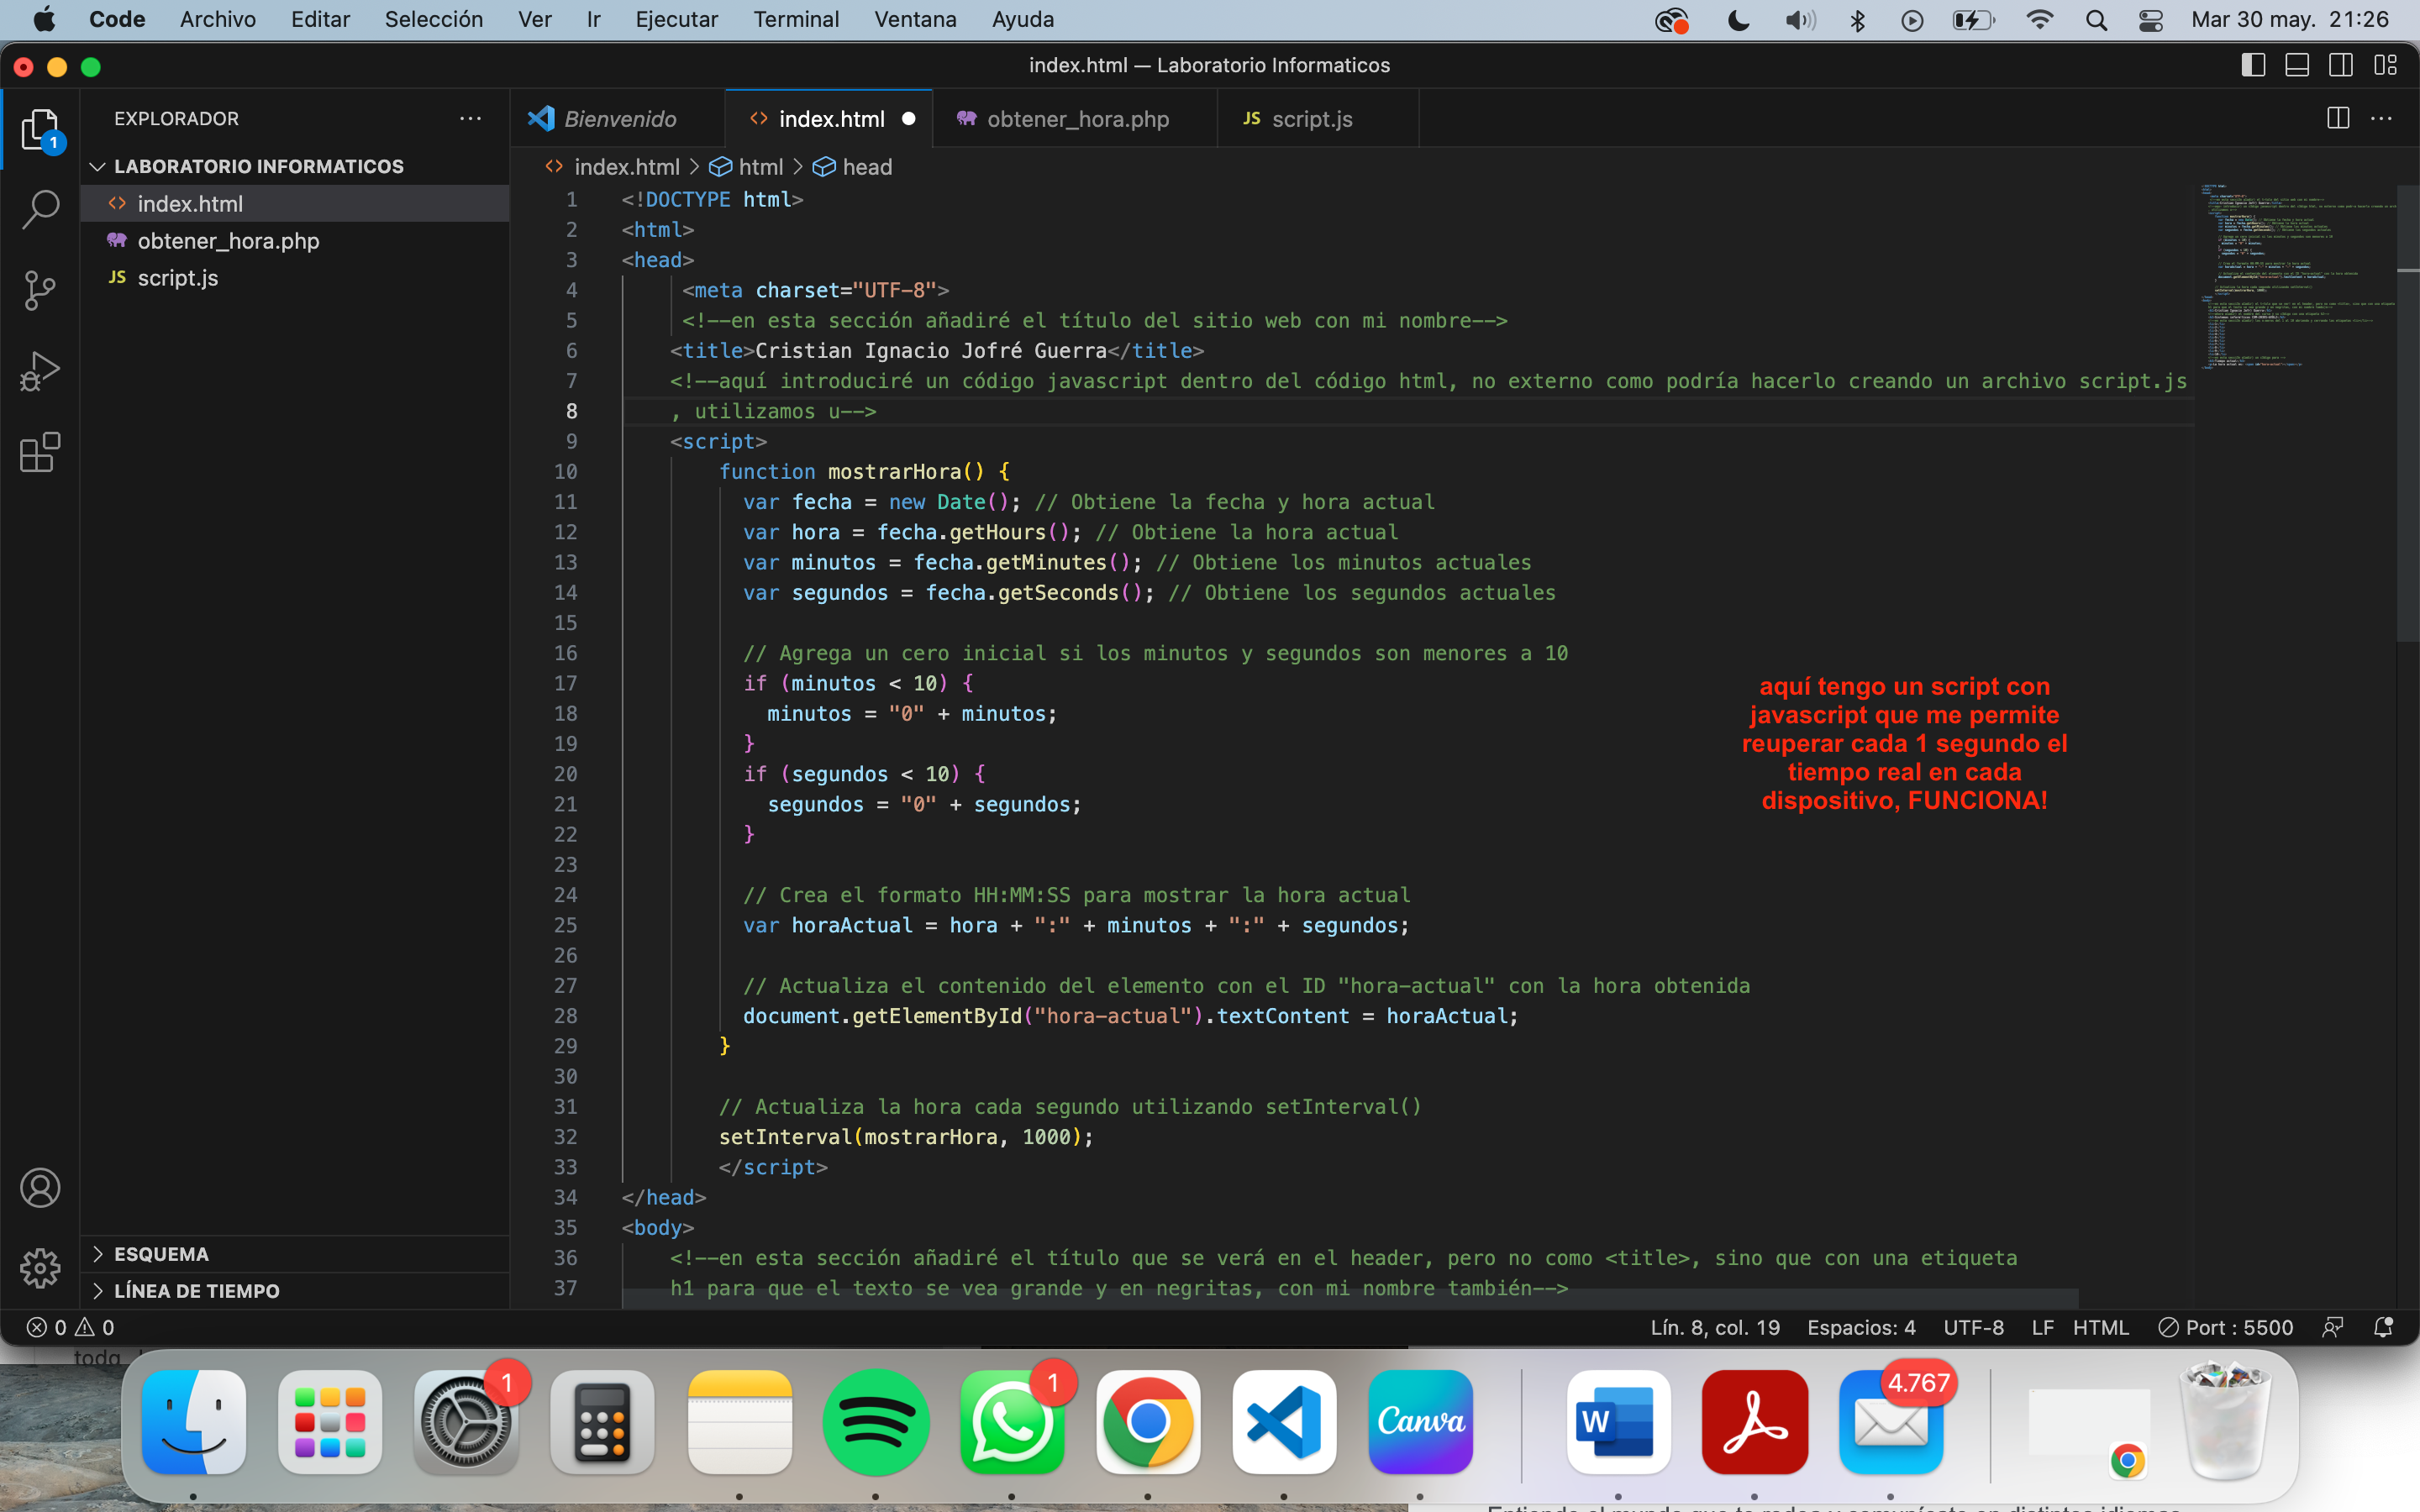 Code Archivo Editar Selección Ver Ir Ejecutar Terminal Ventana Ayuda Mar 30 may. 21:26
index.html — Laboratorio Informaticos
EXPLORADOR
1
LABORATORIO INFORMATICOS
index.html
obtener_hora.php
JS script.js
ESQUEMA
LÍNEA DE TIEMPO
Bienvenido index.html obtener_hora.php JS script.js
index.html html head
1 <!DOCTYPE html>
2 <html>
3 <head>
4 <meta charset="UTF-8">
5 <!--en esta sección añadiré el título del sitio web con mi nombre-->
6 <title>Cristian Ignacio Jofré Guerra</title>
7 <!--aquí introduciré un código javascript dentro del código html, no externo como podría hacerlo creando un archivo script.js
8 , utilizamos u-->
9 <script>
10 function mostrarHora() {
11 var fecha = new Date(); // Obtiene la fecha y hora actual
12 var hora = fecha.getHours(); // Obtiene la hora actual
13 var minutos = fecha.getMinutes(); // Obtiene los minutos actuales
14 var segundos = fecha.getSeconds(); // Obtiene los segundos actuales
15
16 // Agrega un cero inicial si los minutos y segundos son menores a 10
17 if (minutos < 10) {
18 minutos = "0" + minutos;
19 }
20 if (segundos < 10) {
21 segundos = "0" + segundos;
22 }
23
24 // Crea el formato HH:MM:SS para mostrar la hora actual
25 var horaActual = hora + ":" + minutos + ":" + segundos;
26
27 // Actualiza el contenido del elemento con el ID "hora-actual" con la hora obtenida
28 document.getElementById("hora-actual").textContent = horaActual;
29 }
30
31 // Actualiza la hora cada segundo utilizando setInterval()
32 setInterval(mostrarHora, 1000);
33 </script>
34 </head>
35 <body>
36 <!--en esta sección añadiré el título que se verá en el header, pero no como <title>, sino que con una etiqueta
37 h1 para que el texto se vea grande y en negritas, con mi nombre también-->
aquí tengo un script con
javascript que me permite
reuperar cada 1 segundo el
tiempo real en cada
dispositivo, FUNCIONA!
0 0 Lín. 8, col. 19 Espacios: 4 UTF-8 LF HTML Port : 5500
1 1 Canva W 4.767